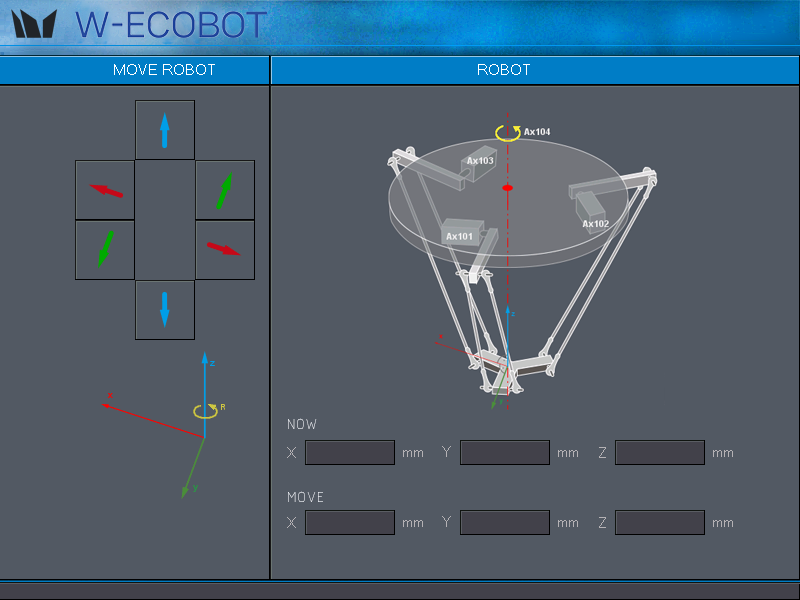 W-ECOBOT
MOVE ROBOT
ROBOT
Ax104
Ax103
Ax102
Ax101
z
x
y
z
x
R
y
NOW
X mm Y mm Z mm
MOVE
X mm Y mm Z mm